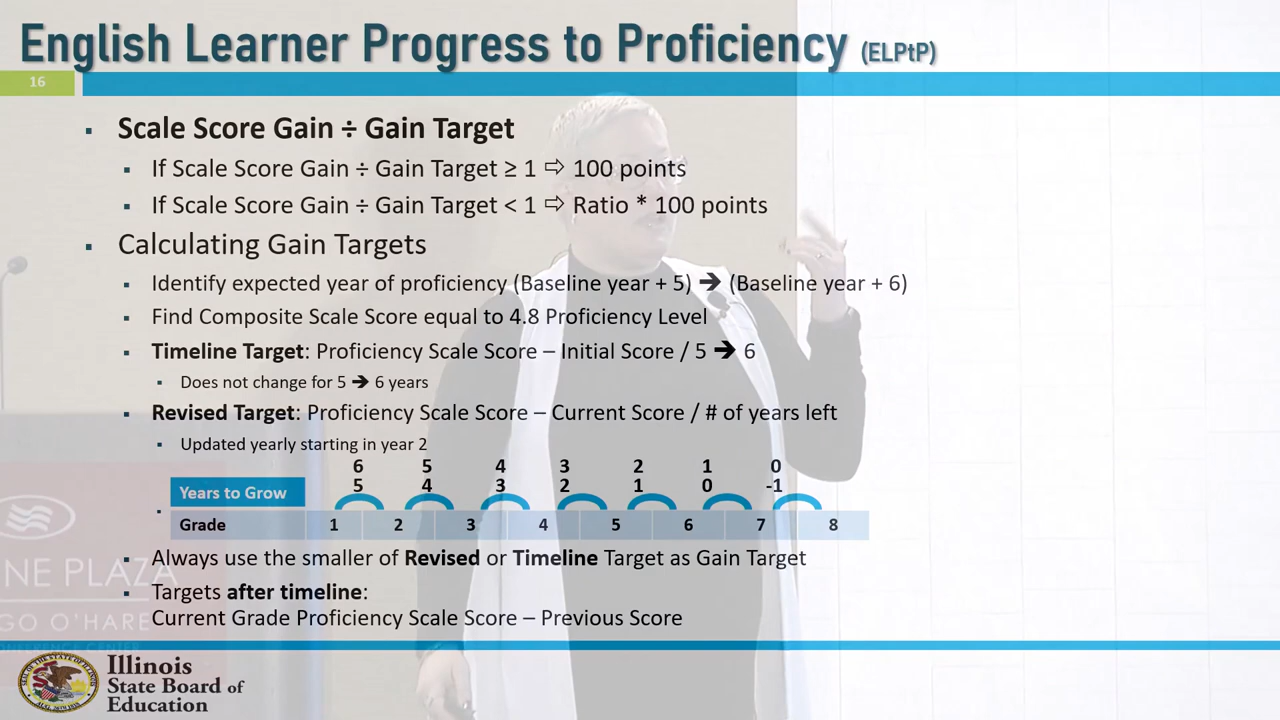 English Learner Progress to Proficiency (ELPtP)
16
▪ Scale Score Gain ÷ Gain Target
▪ If Scale Score Gain ÷ Gain Target ≥ 1 ⇨ 100 points
▪ If Scale Score Gain ÷ Gain Target < 1 ⇨ Ratio * 100 points
▪ Calculating Gain Targets
▪ Identify expected year of proficiency (Baseline year + 5) ➔ (Baseline year + 6)
▪ Find Composite Scale Score equal to 4.8 Proficiency Level
▪ Timeline Target: Proficiency Scale Score – Initial Score / 5 ➔ 6
▪ Does not change for 5 ➔ 6 years
▪ Revised Target: Proficiency Scale Score – Current Score / # of years left
▪ Updated yearly starting in year 2
6 5 4 3 2 1 0
Years to Grow 5 4 3 2 1 0 -1
Grade 1 2 3 4 5 6 7 8
▪ Always use the smaller of Revised or Timeline Target as Gain Target
▪ Targets after timeline:
Current Grade Proficiency Scale Score – Previous Score
NE PLAZA
GO O'HARE
CONFERENCE CENTER
Illinois
State Board of
Education